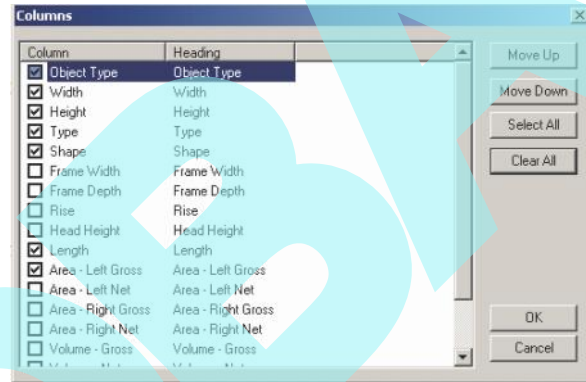 Columns
Column Heading
Object Type Object Type Move Up
Width Width Move Down
Height Height
Type Type Select All
Shape Shape
Frame Width Frame Width Clear All
Frame Depth Frame Depth
Rise Rise
Head Height Head Height
Length Length
Area - Left Gross Area - Left Gross
Area - Left Net Area - Left Net
Area - Right Gross Area - Right Gross OK
Area - Right Net Area - Right Net
Volume - Gross Volume - Gross Cancel